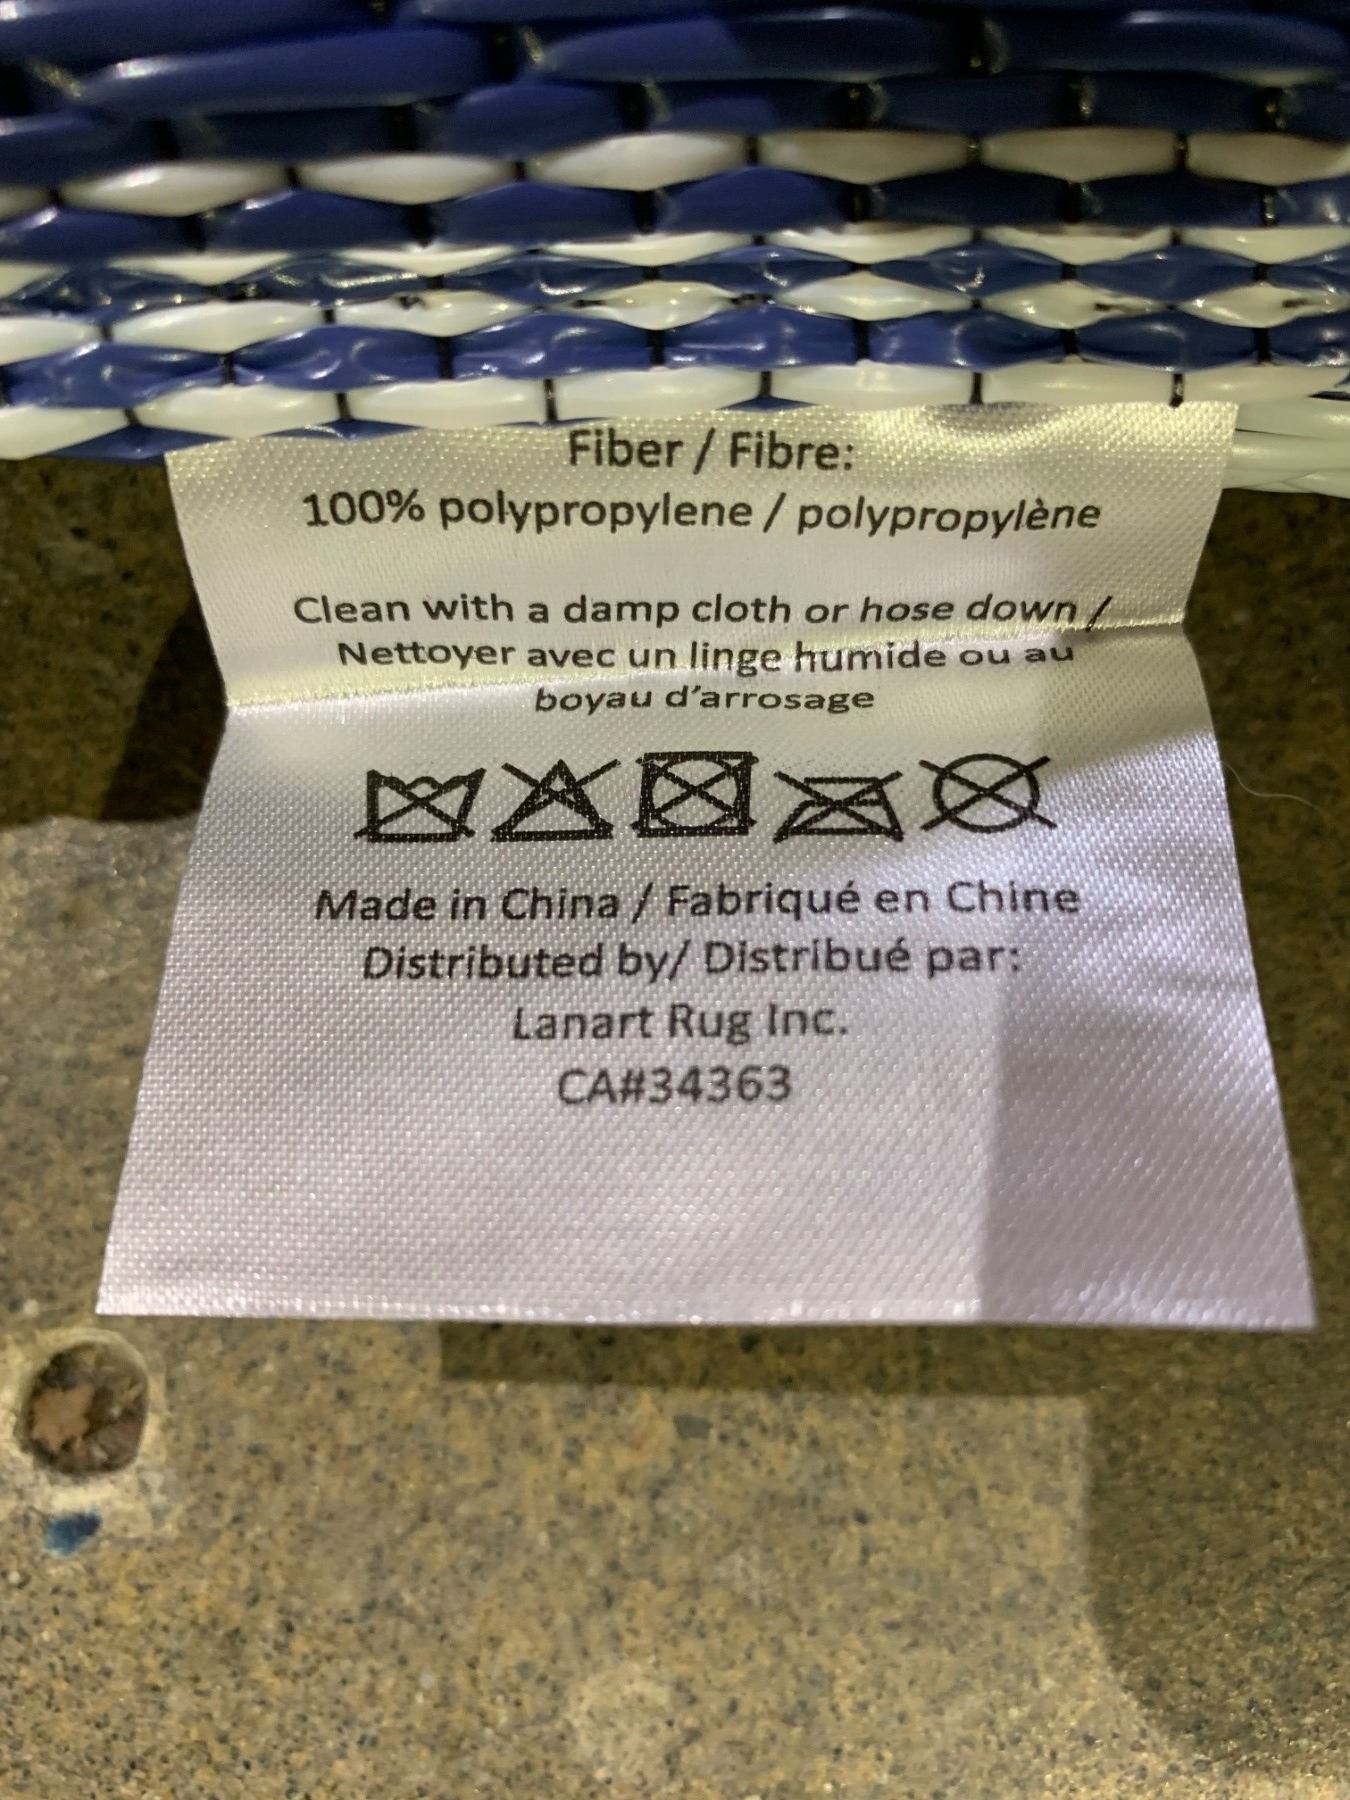 Fiber / Fibre:
100% polypropylene / polypropylène
Clean with a damp cloth or hose down /
Nettoyer avec un linge humide ou au
boyau d'arrosage
Made in China / Fabriqué en Chine
Distributed by/ Distribué par:
Lanart Rug Inc.
CA#34363